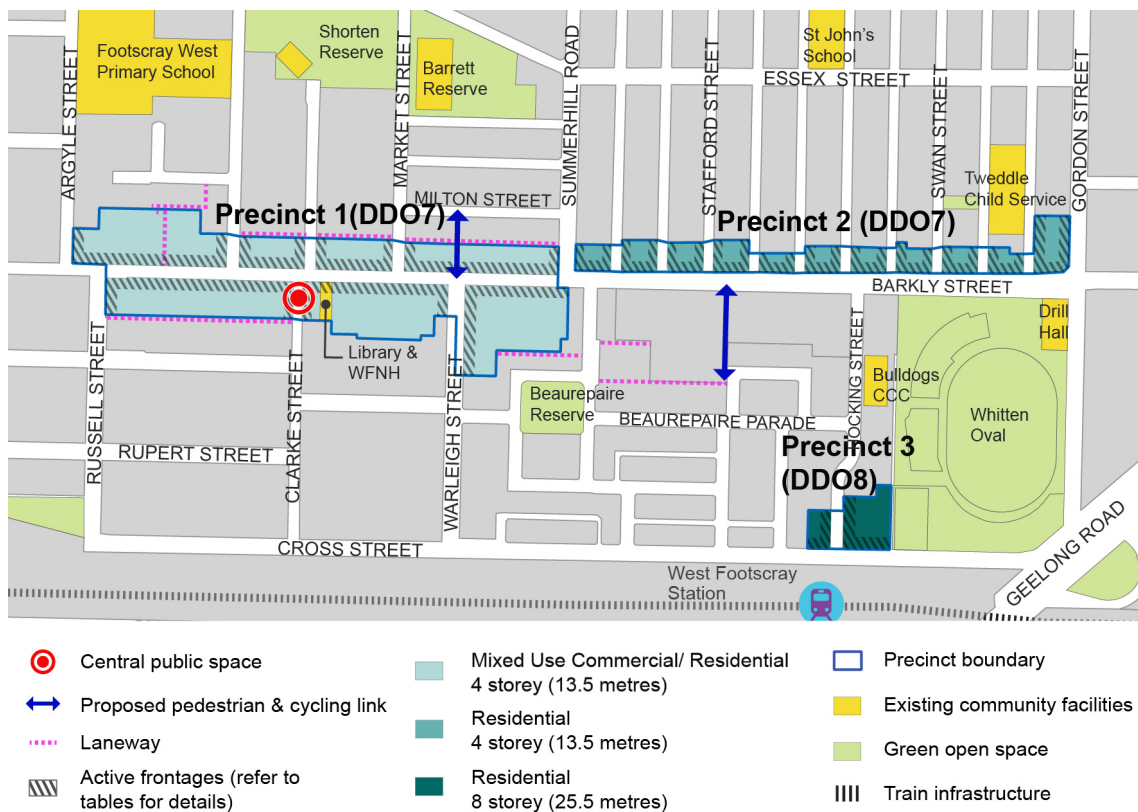 Footscray West
Primary School
Shorten
Reserve
Barrett
Reserve
St John's
School
ESSEX STREET
ARGYLE STREET
MARKET STREET
SUMMERHILL ROAD
STAFFORD STREET
SWAN STREET
GORDON STREET
Tweddle
Child Service
MILTON STREET
Precinct 1(DDO7)
Precinct 2 (DDO7)
BARKLY STREET
Library &
WFNH
Drill
Hall
HOCKING STREET
Bulldogs
CCC
Whitten
Oval
Beaurepaire
Reserve
BEAUREPAIRE PARADE
RUSSELL STREET
CLARKE STREET
WARLEIGH STREET
RUPERT STREET
Precinct 3
(DDO8)
CROSS STREET
GEELONG ROAD
West Footscray
Station
Central public space
Proposed pedestrian & cycling link
Laneway
Active frontages (refer to
tables for details)
Mixed Use Commercial/ Residential
4 storey (13.5 metres)
Residential
4 storey (13.5 metres)
Residential
8 storey (25.5 metres)
Precinct boundary
Existing community facilities
Green open space
Train infrastructure